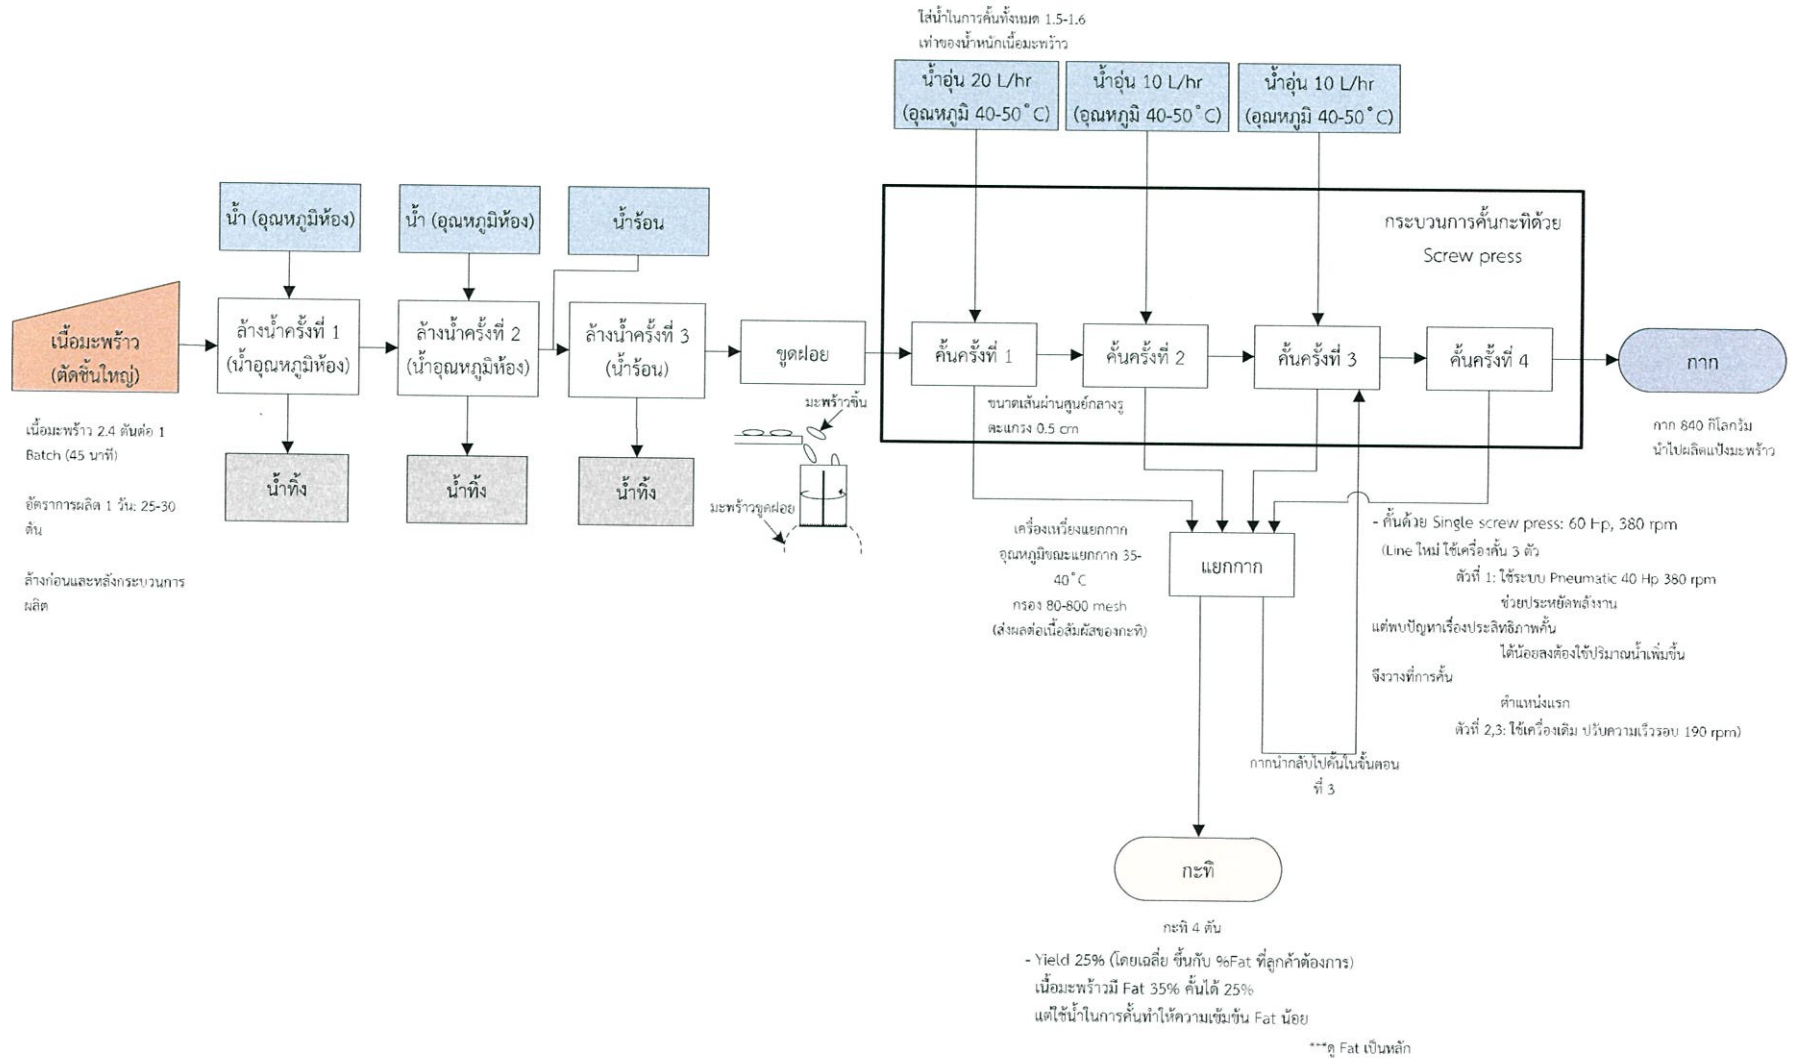 ใส่น้ำในการคั้นทั้งหมด 1.5-1.6
เท่าของน้ำหนักเนื้อมะพร้าว
น้ำอุ่น 20 L/hr
(อุณหภูมิ 40-50˚C)
น้ำอุ่น 10 L/hr
(อุณหภูมิ 40-50˚C)
น้ำอุ่น 10 L/hr
(อุณหภูมิ 40-50˚C)
น้ำ (อุณหภูมิห้อง)
น้ำ (อุณหภูมิห้อง)
น้ำร้อน
กระบวนการคั้นกะทิด้วย
Screw press
เนื้อมะพร้าว
(ตัดชิ้นใหญ่)
ล้างน้ำครั้งที่ 1
(น้ำอุณหภูมิห้อง)
ล้างน้ำครั้งที่ 2
(น้ำอุณหภูมิห้อง)
ล้างน้ำครั้งที่ 3
(น้ำร้อน)
ขูดฝอย
คั้นครั้งที่ 1
คั้นครั้งที่ 2
คั้นครั้งที่ 3
คั้นครั้งที่ 4
กาก
ขนาดเส้นผ่านศูนย์กลางรู
ตะแกรง 0.5 cm
เนื้อมะพร้าว 2.4 ตันต่อ 1
Batch (45 นาที)
อัตราการผลิต 1 วัน: 25-30
ตัน
ล้างก่อนและหลังกระบวนการ
ผลิต
น้ำทิ้ง
น้ำทิ้ง
น้ำทิ้ง
มะพร้าวชิ้น
มะพร้าวขูดฝอย
กาก 840 กิโลกรัม
นำไปผลิตแป้งมะพร้าว
เครื่องเหวี่ยงแยกกาก
อุณหภูมิขณะแยกกาก 35-
40˚C
กรอง 80-800 mesh
(ส่งผลต่อเนื้อสัมผัสของกะทิ)
แยกกาก
- คั้นด้วย Single screw press: 60 Hp, 380 rpm
(Line ใหม่ ใช้เครื่องคั้น 3 ตัว
ตัวที่ 1: ใช้ระบบ Pneumatic 40 Hp 380 rpm
ช่วยประหยัดพลังงาน
แต่พบปัญหาเรื่องประสิทธิภาพคั้น
ได้น้อยลงต้องใช้ปริมาณน้ำเพิ่มขึ้น
จึงวางที่การคั้น
ตำแหน่งแรก
ตัวที่ 2,3: ใช้เครื่องเดิม ปรับความเร็วรอบ 190 rpm)
กากนำกลับไปคั้นในขั้นตอน
ที่ 3
กะทิ
กะทิ 4 ตัน
- Yield 25% (โดยเฉลี่ย ขึ้นกับ %Fat ที่ลูกค้าต้องการ)
เนื้อมะพร้าวมี Fat 35% คั้นได้ 25%
แต่ใช้น้ำในการคั้นทำให้ความเข้มข้น Fat น้อย
***ดู Fat เป็นหลัก